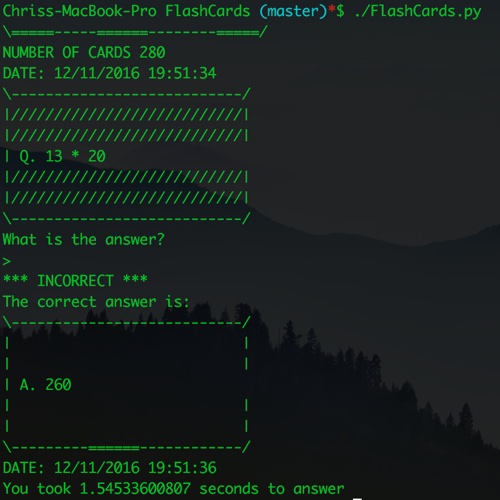 Chriss-MacBook-Pro FlashCards (master)*$ ./FlashCards.py
\=====-----======--------=====/
NUMBER OF CARDS 280
DATE: 12/11/2016 19:51:34
\---------------------------/
|///////////////////////////|
|///////////////////////////|
| Q. 13 * 20
|///////////////////////////|
|///////////////////////////|
\---------------------------/
What is the answer?
>
*** INCORRECT ***
The correct answer is:
\---------------------------/
|                           |
|                           |
| A. 260
|                           |
|                           |
\---------======------------/
DATE: 12/11/2016 19:51:36
You took 1.54533600807 seconds to answer